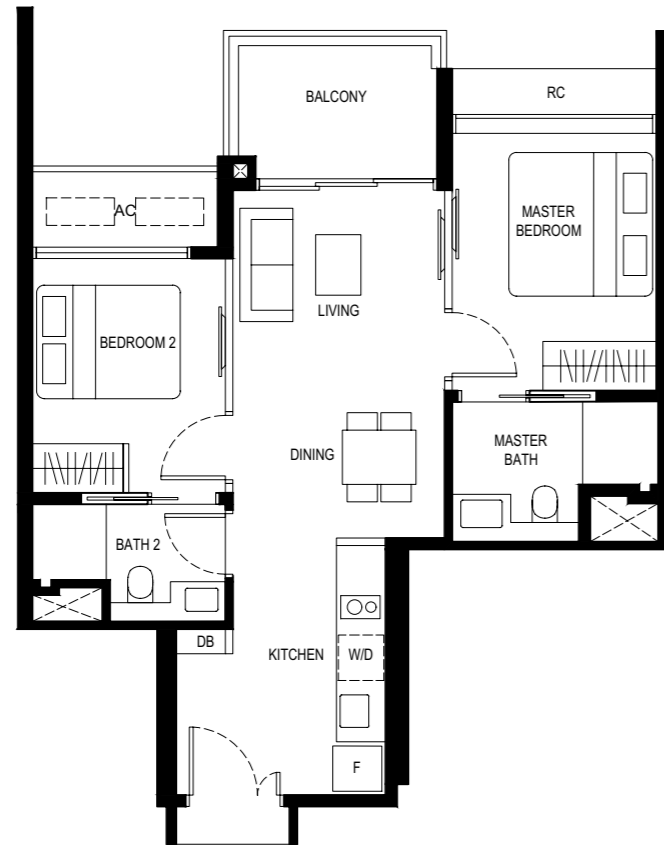 BALCONY
RC
AC
MASTER
BEDROOM
LIVING
BEDROOM 2
DINING
MASTER
BATH
BATH 2
DB
KITCHEN
W/D
F